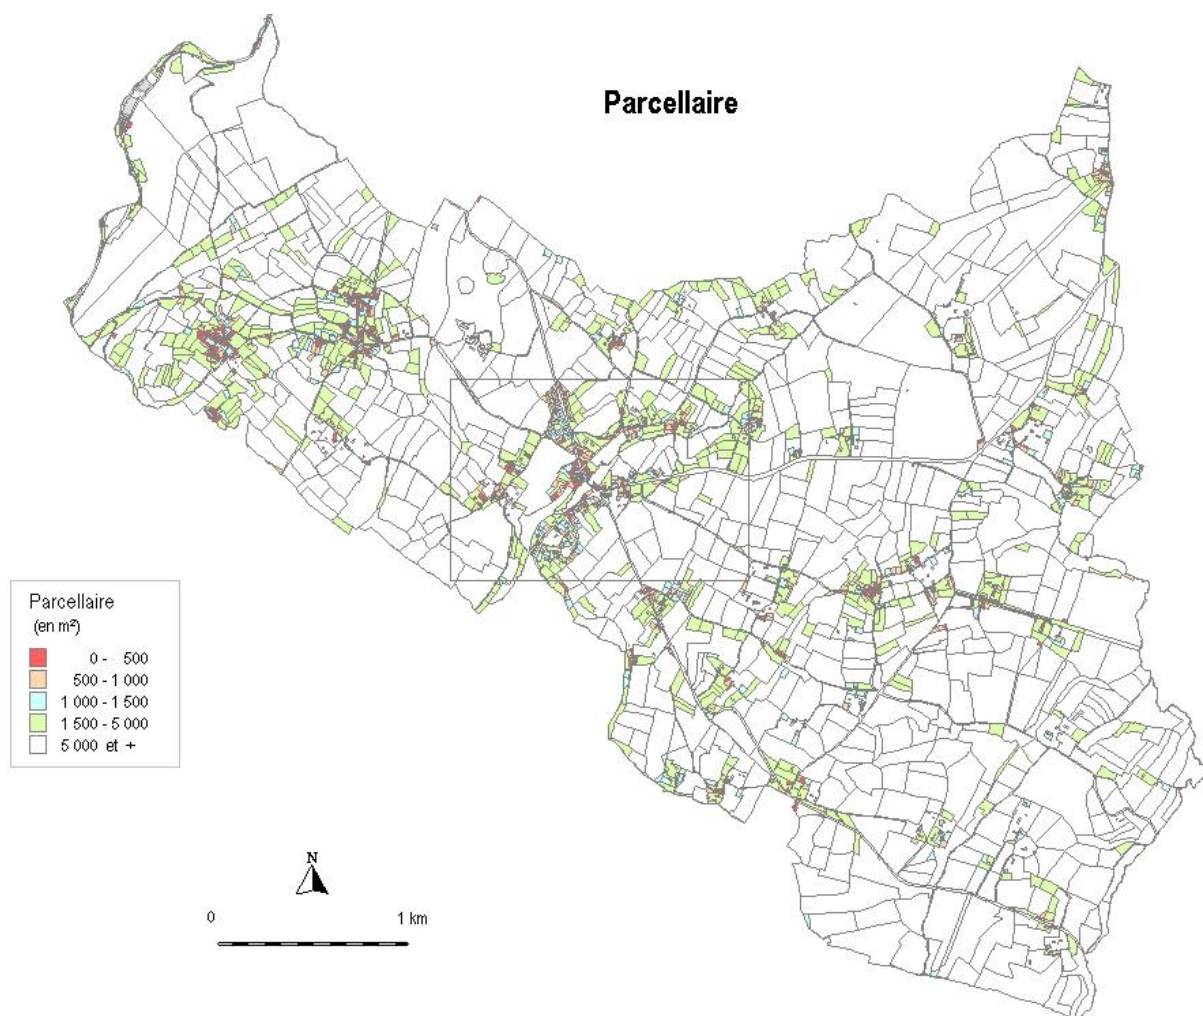 Parcellaire
Parcellaire
(en m²)
0 - 500
500 - 1 000
1 000 - 1 500
1 500 - 5 000
5 000 et +
N
0 1 km